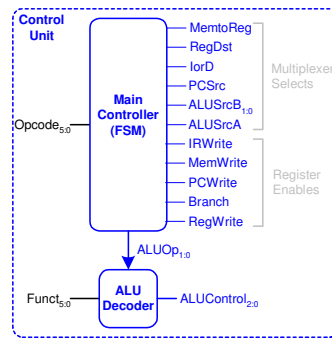 Control
Unit
MemtoReg
RegDst
IorD
PCSrc
ALUSrcB1:0
ALUSrcA
Multiplexer
Selects
Main
Controller
(FSM)
Opcode5:0
IRWrite
MemWrite
PCWrite
Branch
RegWrite
Register
Enables
ALUOp1:0
ALU
Decoder
Funct5:0
ALUControl2:0